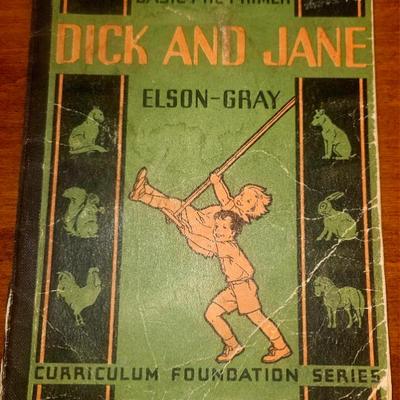 BASIC PRE-PRIMER
DICK AND JANE
ELSON-GRAY
CURRICULUM FOUNDATION SERIES